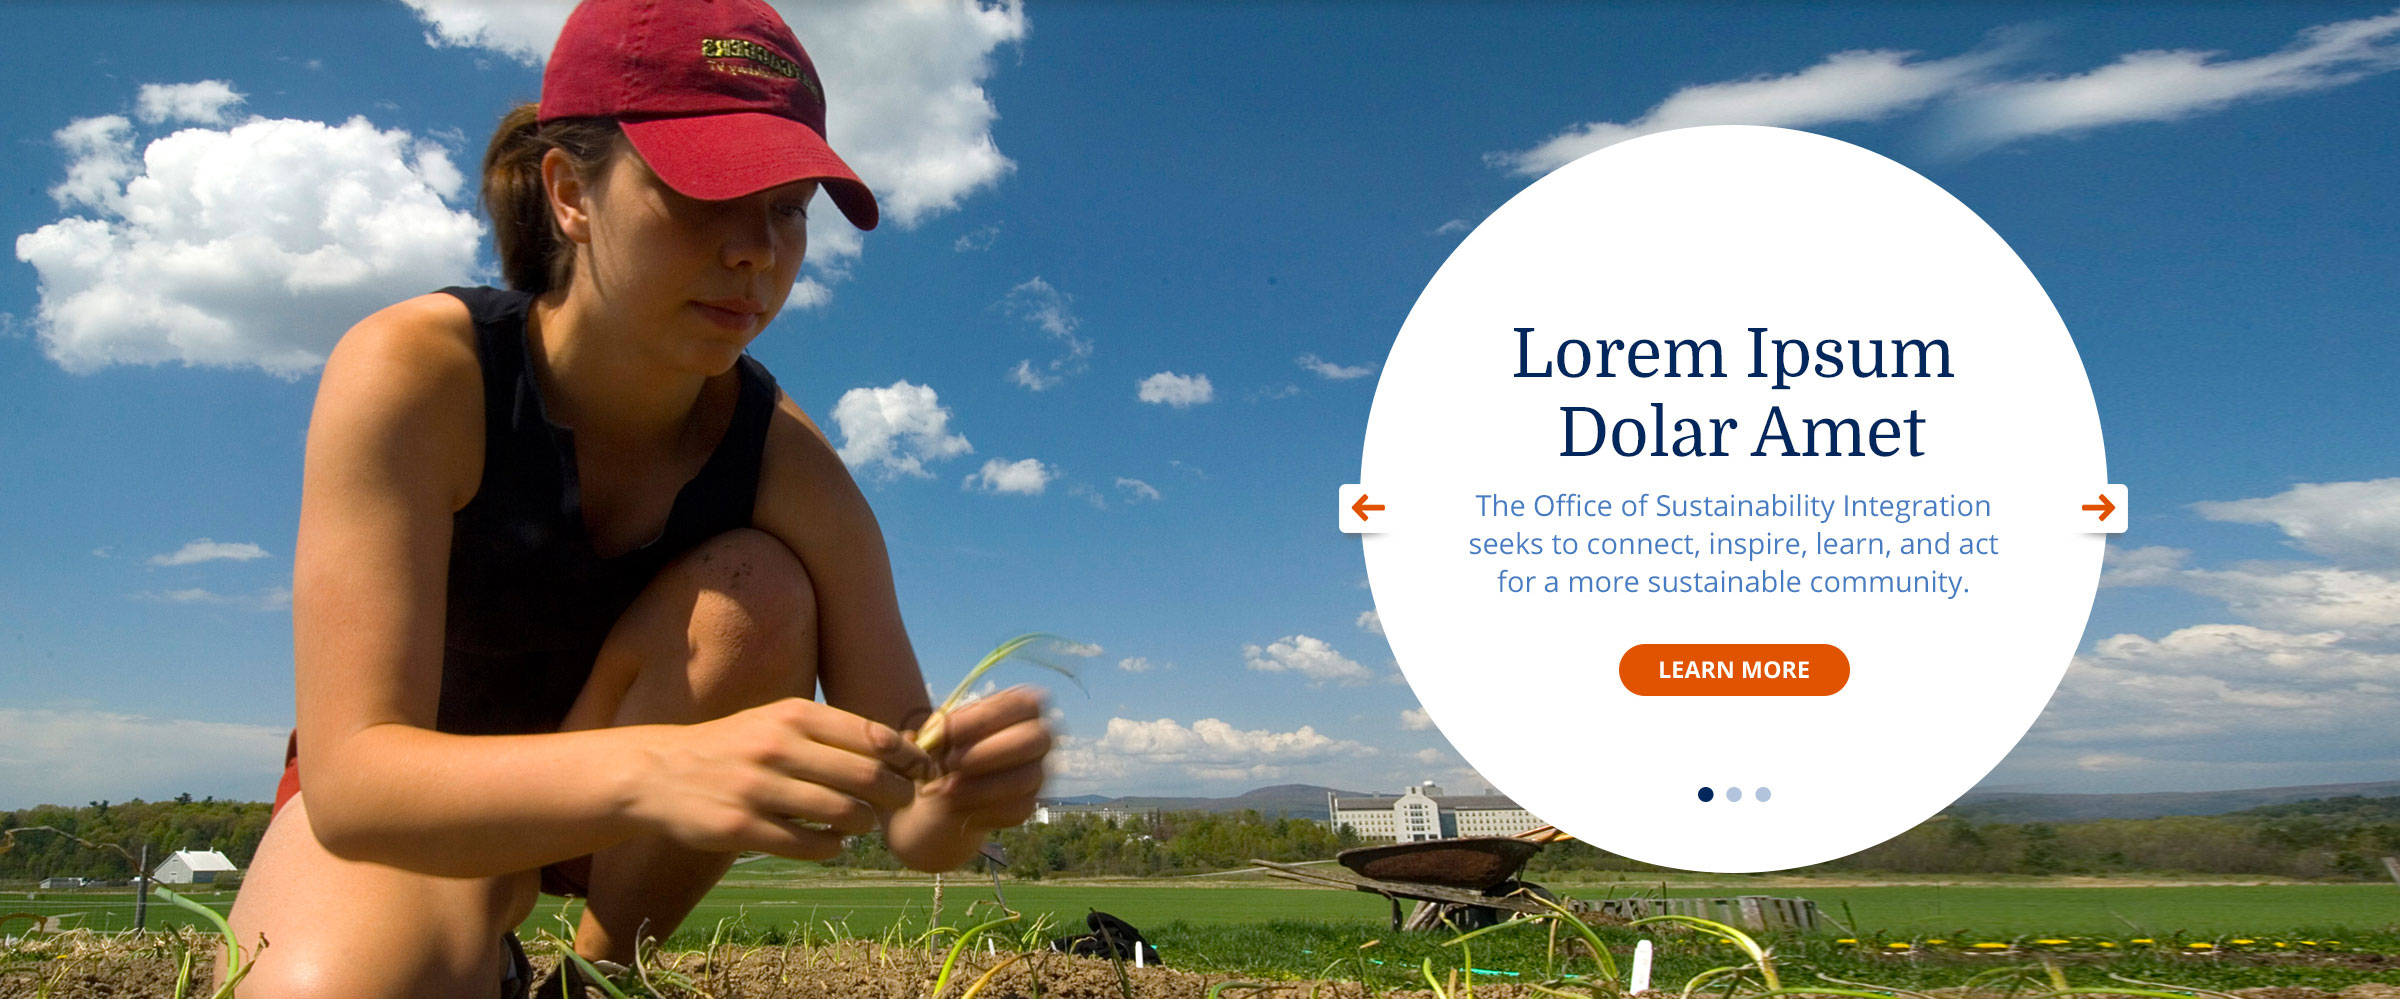 Lorem Ipsum
Dolar Amet
The Office of Sustainability Integration
seeks to connect, inspire, learn, and act
for a more sustainable community.
LEARN MORE